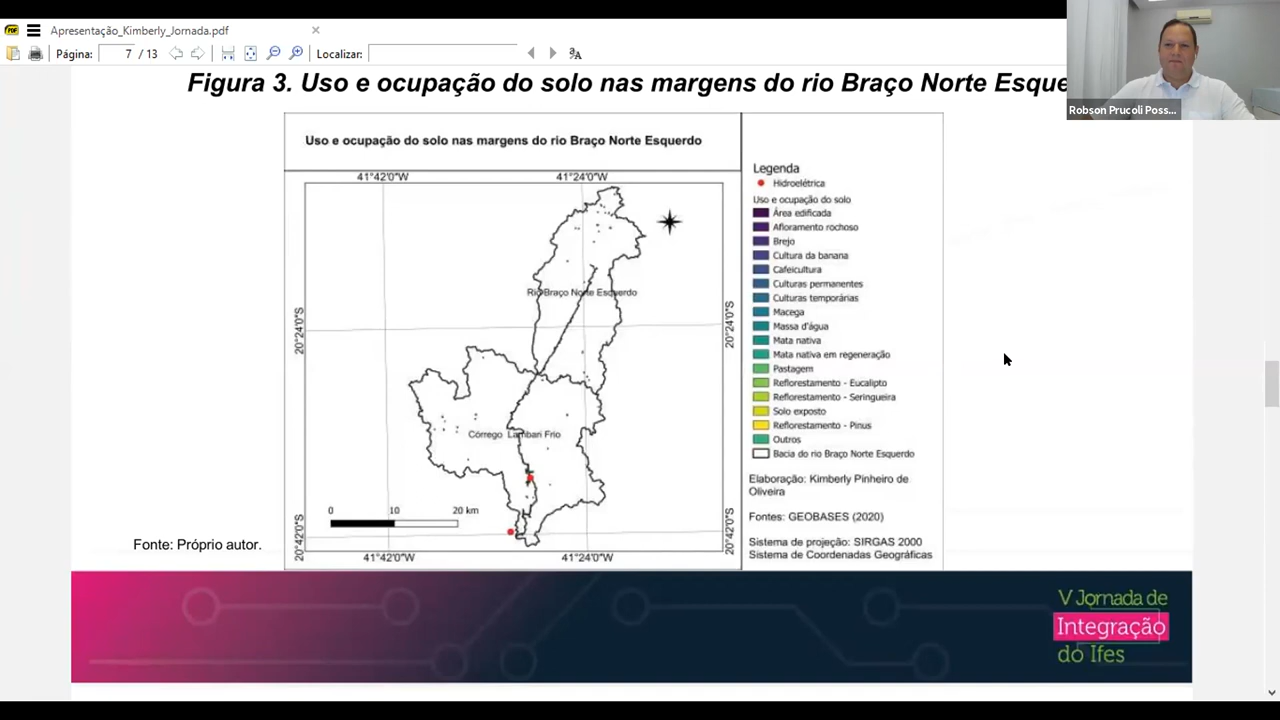 Apresentação_Kimberly_Jornada.pdf
Página: 7 / 13 Localizar:
Robson Prucoli Poss...
Figura 3. Uso e ocupação do solo nas margens do rio Braço Norte Esque
Uso e ocupação do solo nas margens do rio Braço Norte Esquerdo
41°42'0"W 41°24'0"W
20°24'0"S 20°24'0"S
Rio Braço Norte Esquerdo
Córrego Lambari Frio
0 10 20 km
20°42'0"S 20°42'0"S
41°42'0"W 41°24'0"W
Legenda
Hidroelétrica
Uso e ocupação do solo
Área edificada
Afloramento rochoso
Brejo
Cultura da banana
Cafeicultura
Culturas permanentes
Culturas temporárias
Macega
Massa d'água
Mata nativa
Mata nativa em regeneração
Pastagem
Reflorestamento - Eucalipto
Reflorestamento - Seringueira
Solo exposto
Reflorestamento - Pinus
Outros
Bacia do rio Braço Norte Esquerdo
Elaboração: Kimberly Pinheiro de
Oliveira
Fontes: GEOBASES (2020)
Sistema de projeção: SIRGAS 2000
Sistema de Coordenadas Geográficas
Fonte: Próprio autor.
V Jornada de
Integração
do Ifes